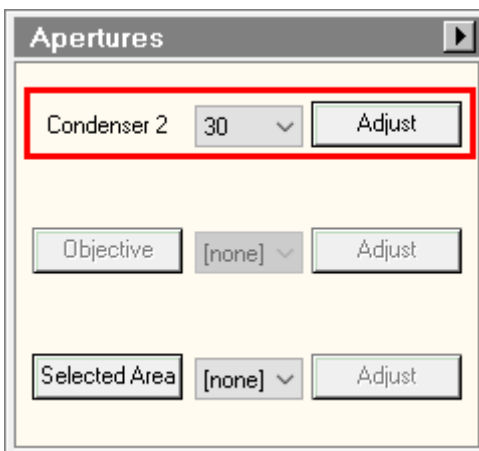 Apertures
Condenser 2 30 Adjust
Objective [none] Adjust
Selected Area [none] Adjust